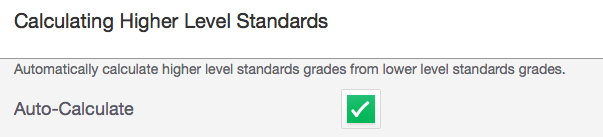 Calculating Higher Level Standards
Automatically calculate higher level standards grades from lower level standards grades.
Auto-Calculate